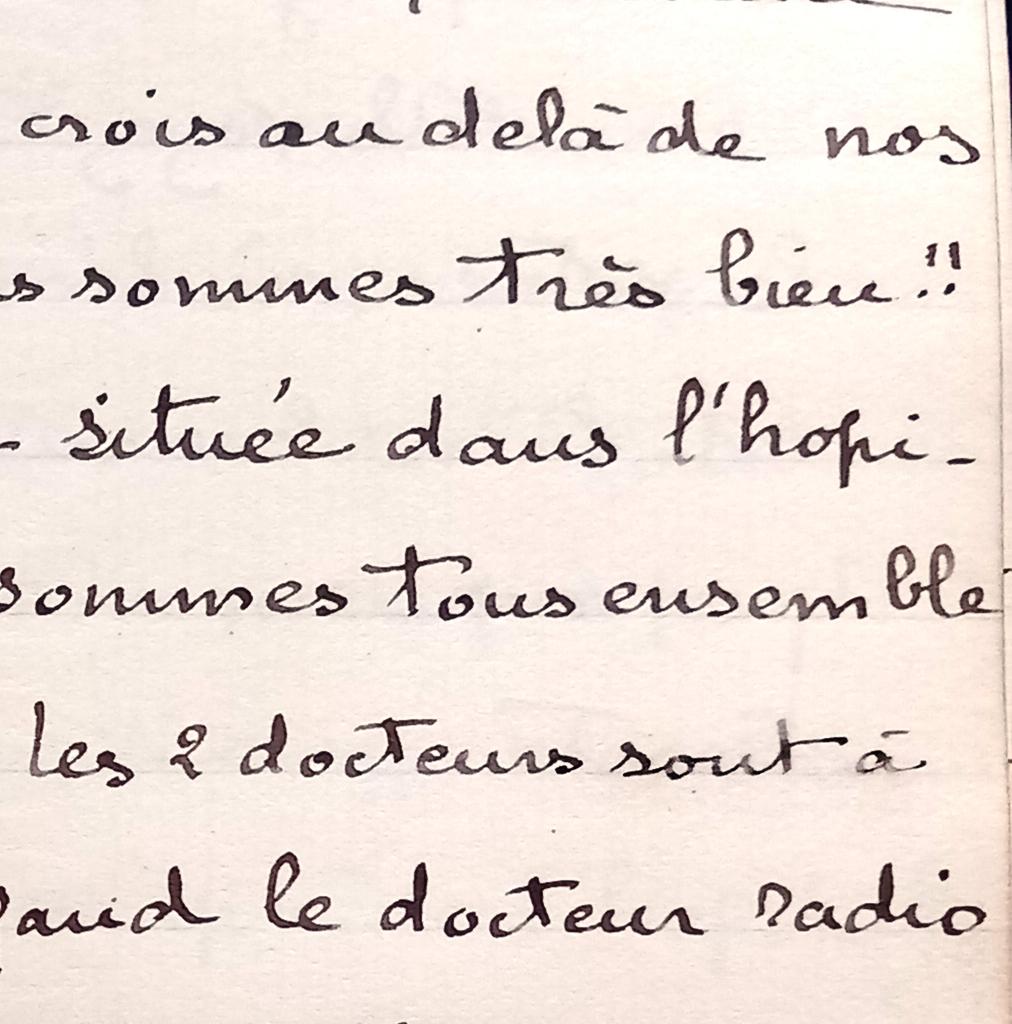 crois au delà de nos
s sommes très bien!!
- située dans l'hopi-
sommes tous ensemble
les 2 docteurs sont à
and le docteur radio